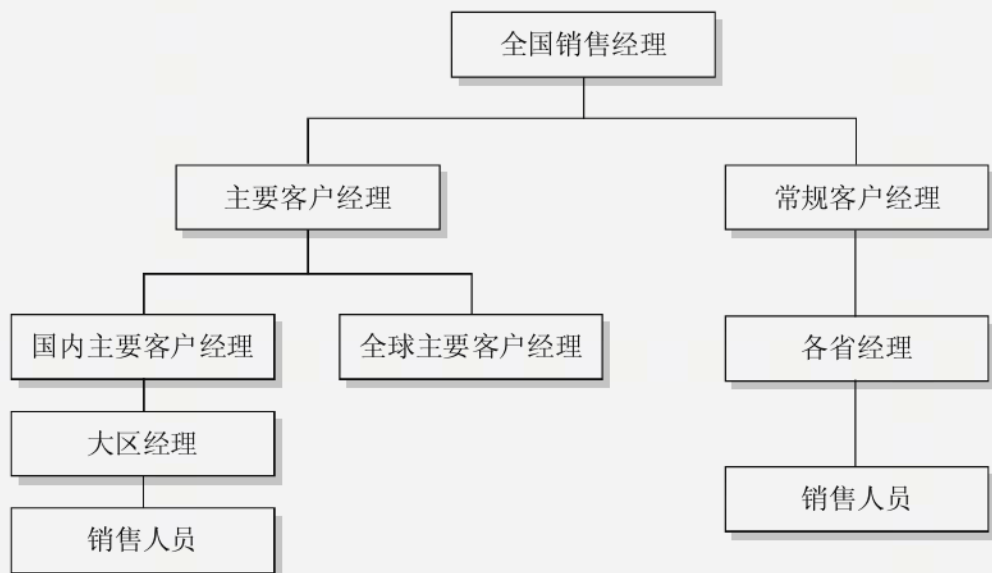 全国销售经理
主要客户经理
常规客户经理
国内主要客户经理
全球主要客户经理
各省经理
大区经理
销售人员
销售人员